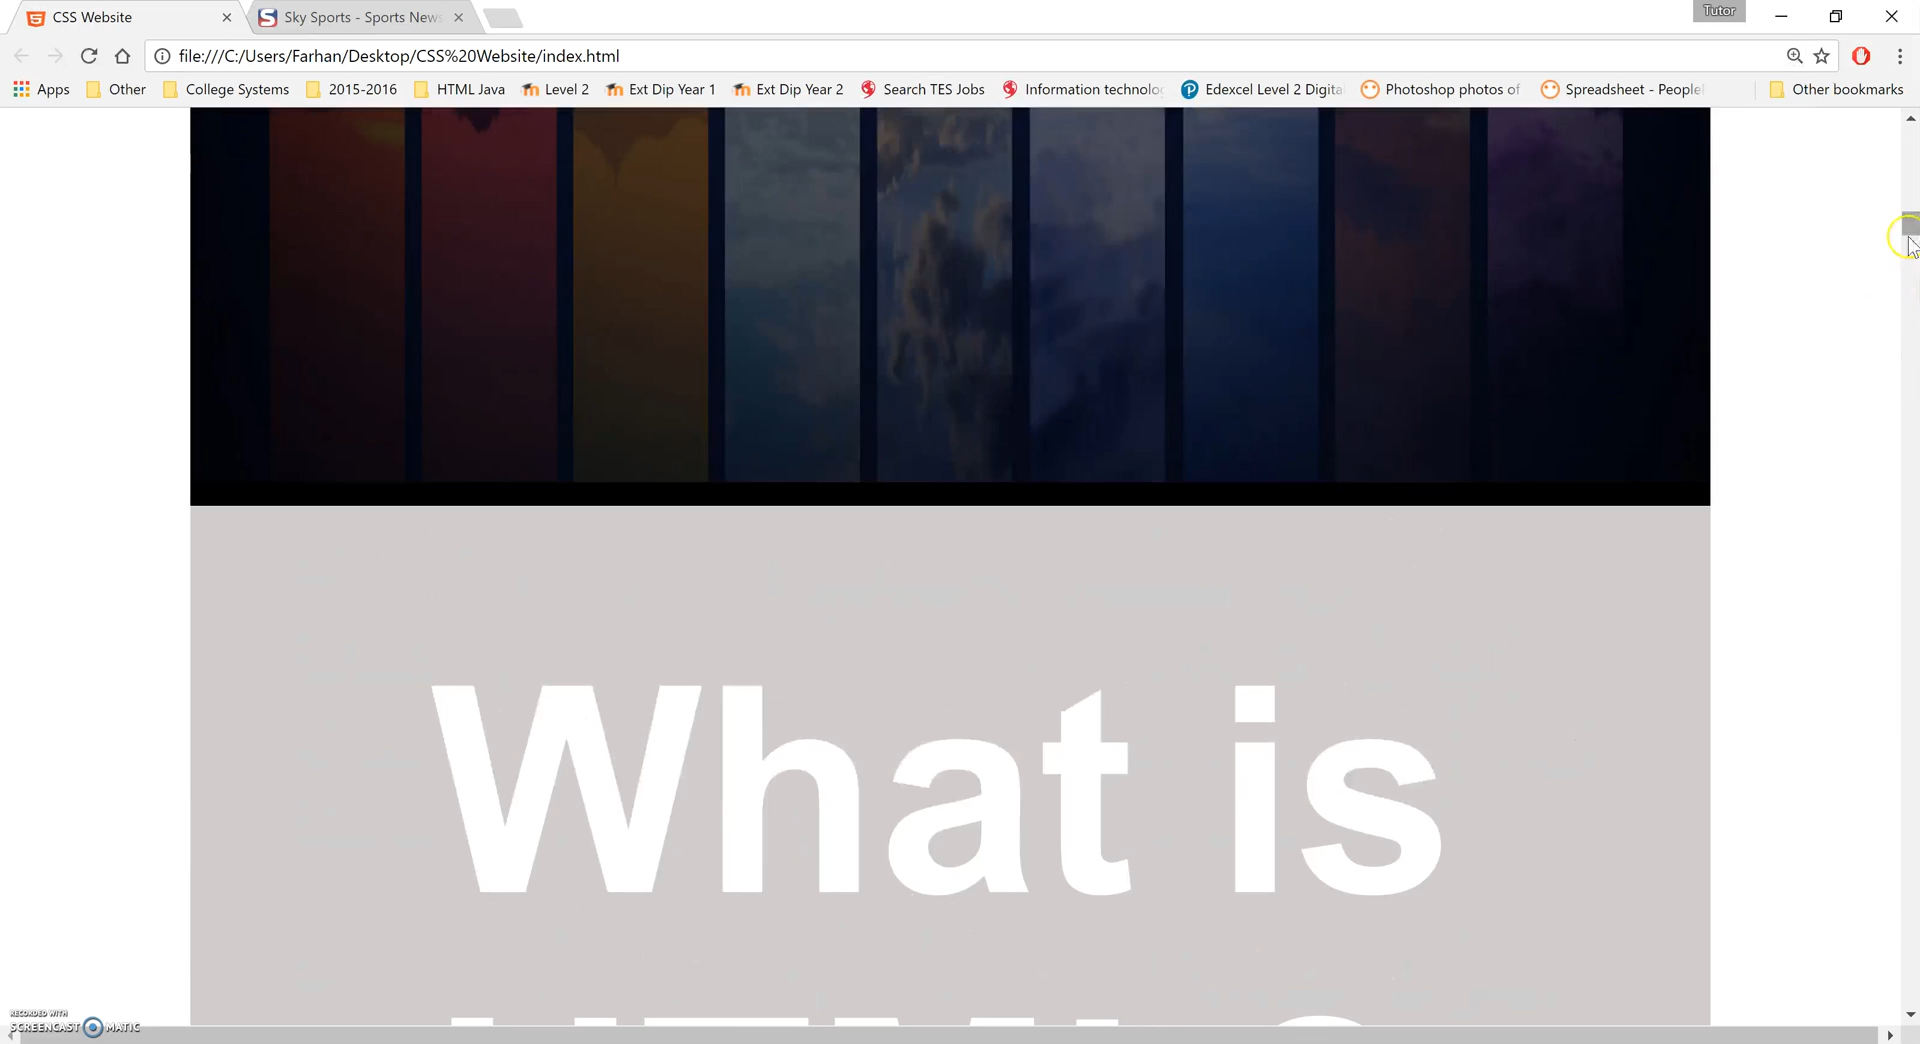 CSS Website
Sky Sports - Sports News
Tutor
file:///C:/Users/Farhan/Desktop/CSS%20Website/index.html
Apps Other College Systems 2015-2016 HTML Java Level 2 Ext Dip Year 1 Ext Dip Year 2 Search TES Jobs Information technolo Edexcel Level 2 Digita Photoshop photos of Spreadsheet - People Other bookmarks
What is
RECORDED WITH
SCREENCAST MATIC